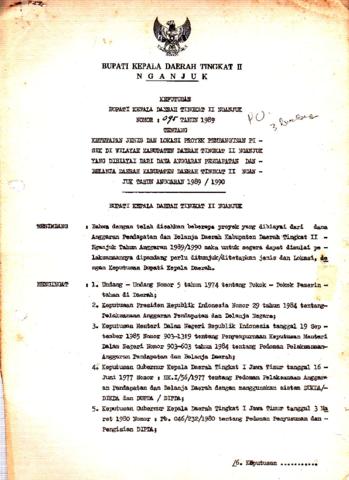 BUPATI KEPALA DAERAH TINGKAT II
N G A N J U K
KEPUTUSAN
BUPATI KEPALA DAERAH TINGKAT II NGANJUK
NOMOR : 095 TAHUN 1989
TENTANG
KETETAPAN JENIS DAN LOKASI PROYEK PEMBANGUNAN FI -
SIK DI WILAYAH KABUPATEN DAERAH TINGKAT II NGANJUK
YANG DIBIAYAI DARI DANA ANGGARAN PENDAPATAN DAN -
BELANJA DAERAH KABUPATEN DAERAH TINGKAT II NGAN -
JUK TAHUN ANGGARAN 1989 / 1990
BUPATI KEPALA DAERAH TINGKAT II NGANJUK
MENIMBANG : Bahwa dengan telah disahkan beberapa proyek yang dibiayai dari dana
Anggaran Pendapatan dan Belanja Daerah Kabupaten Daerah Tingkat II -
Nganjuk Tahun Anggaran 1989/1990 maka untuk segera dapat dimulai pe-
laksanaannya dipandang perlu ditunjuk/ditetapkan jenis dan Lokasi, de
ngan Keputusan Bupati Kepala Daerah.
MENGINGAT : 1. Undang - Undang Nomor 5 tahun 1974 tentang Pokok - Pokok Pemerin -
tahan di Daerah;
2. Keputusan Presiden Republik Indonesia Nomor 29 tahun 1984 tentang-
Pelaksanaan Anggaran Pendapatan dan Belanja Negara;
3. Keputusan Menteri Dalam Negeri Republik Indonesia tanggal 19 Sep -
tember 1985 Nomor 903-1319 tentang Penyempurnaan Keputusan Menteri
Dalam Negeri Nomor 903-603 tahun 1984 tentang Pedoman Pelaksanaan-
Anggaran Pendapatan dan Belanja Daerah;
4. Keputusan Gubernur Kepala Daerah Tingkat I Jawa Timur tanggal 16 -
Juni 1977 Nomor : HK.I/56/1977 tentang Pedoman Pelaksanaan Anggara
an Pendapatan dan Belanja Daerah dengan menggunakan sistem DUKDA/-
DIKDA dan DUPDA / DIPDA;
5. Keputusan Gubernur Kepala Daerah Tingkat I Jawa Timur tanggal 3 Ma
ret 1980 Nomor : Pb. 046/232/1980 tentang Pedoman Penyusunan dan -
Pengisian DIPDA;
/6. Keputusan ...........